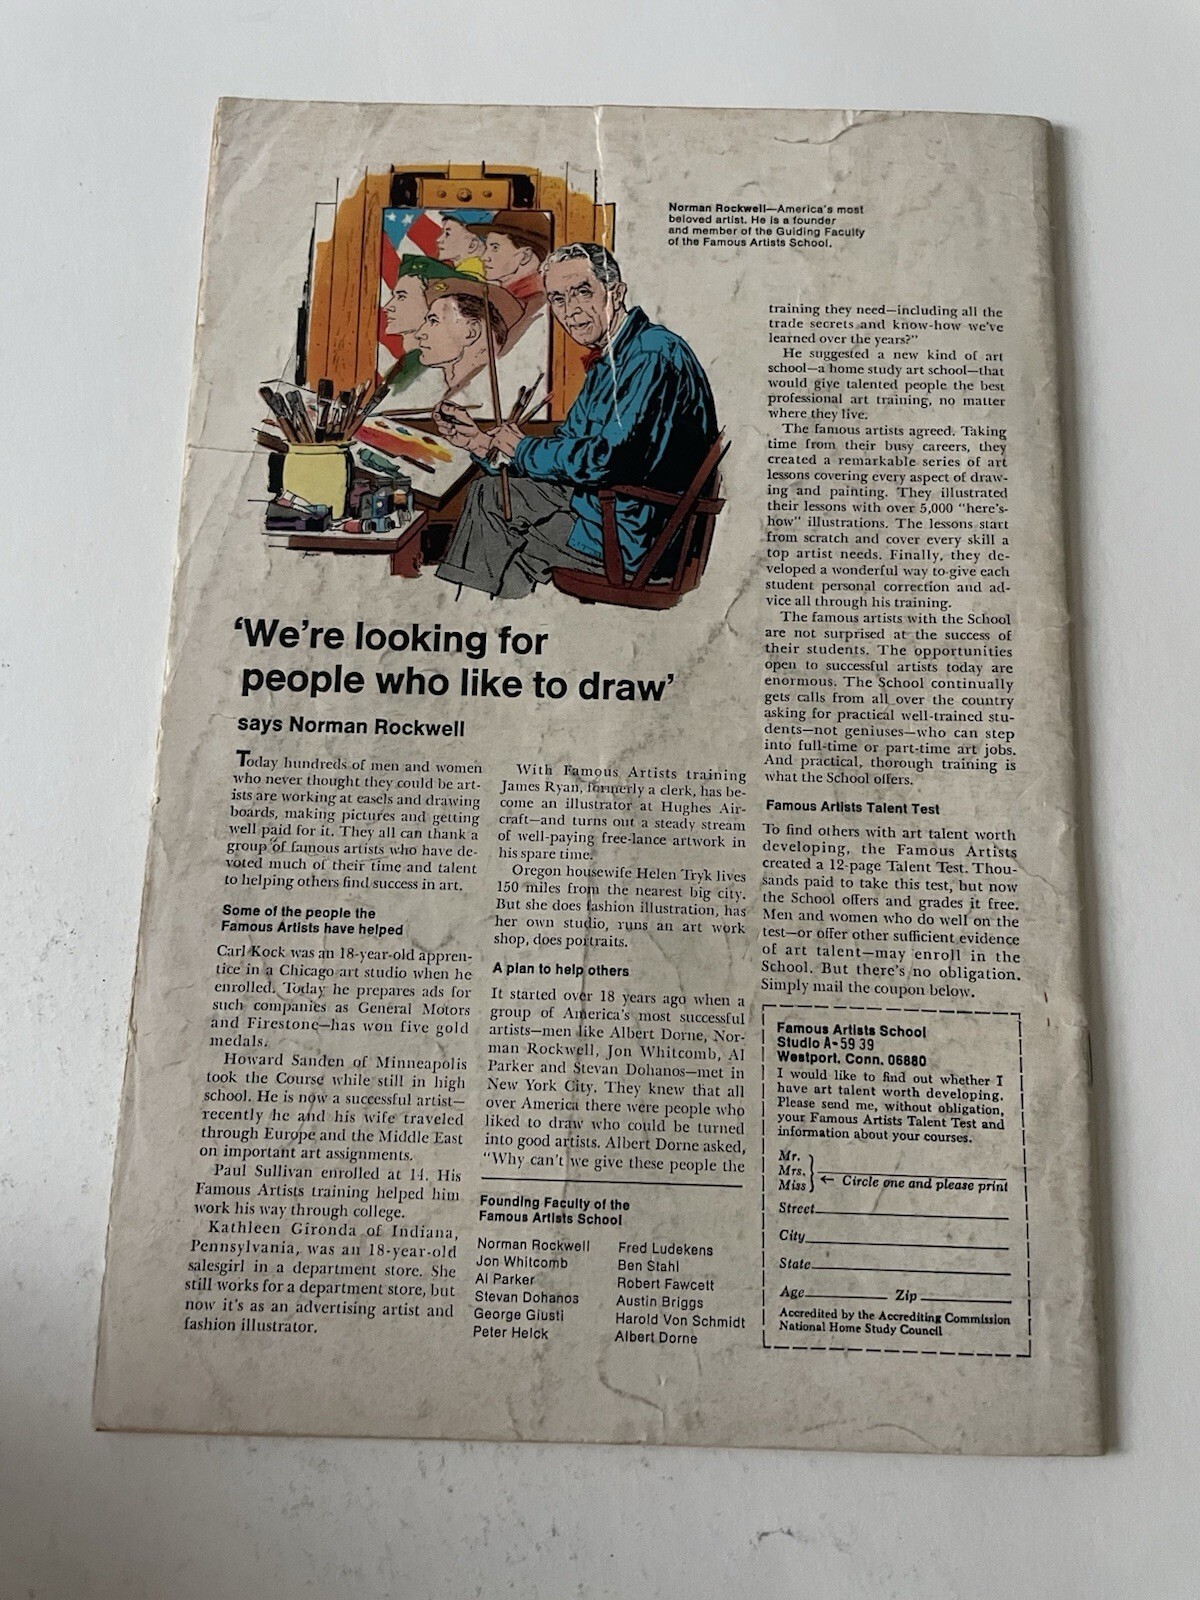 Norman Rockwell—America's most
beloved artist. He is a founder
and member of the Guiding Faculty
of the Famous Artists School.
'We're looking for
people who like to draw'
says Norman Rockwell
Today hundreds of men and women
who never thought they could be art-
ists are working at easels and drawing
boards, making pictures and getting
well paid for it. They all can thank a
group of famous artists who have de-
voted much of their time and talent
to helping others find success in art.
Some of the people the
Famous Artists have helped
Carl Kock was an 18-year-old appren-
tice in a Chicago art studio when he
enrolled. Today he prepares ads for
such companies as General Motors
and Firestone—has won five gold
medals.
Howard Sanden of Minneapolis
took the Course while still in high
school. He is now a successful artist—
recently he and his wife traveled
through Europe and the Middle East
on important art assignments.
Paul Sullivan enrolled at 14. His
Famous Artists training helped him
work his way through college.
Kathleen Gironda of Indiana,
Pennsylvania, was an 18-year-old
salesgirl in a department store. She
still works for a department store, but
now it's as an advertising artist and
fashion illustrator.
With Famous Artists training
James Ryan, formerly a clerk, has be-
come an illustrator at Hughes Air-
craft—and turns out a steady stream
of well-paying free-lance artwork in
his spare time.
Oregon housewife Helen Tryk lives
150 miles from the nearest big city.
But she does fashion illustration, has
her own studio, runs an art work
shop, does portraits.
A plan to help others
It started over 18 years ago when a
group of America's most successful
artists—men like Albert Dorne, Nor-
man Rockwell, Jon Whitcomb, Al
Parker and Stevan Dohanos—met in
New York City. They knew that all
over America there were people who
liked to draw who could be turned
into good artists. Albert Dorne asked,
"Why can't we give these people the
Founding Faculty of the
Famous Artists School
Norman Rockwell
Jon Whitcomb
Al Parker
Stevan Dohanos
George Giusti
Peter Helck
Fred Ludekens
Ben Stahl
Robert Fawcett
Austin Briggs
Harold Von Schmidt
Albert Dorne
training they need—including all the
trade secrets and know-how we've
learned over the years?"
He suggested a new kind of art
school—a home study art school—that
would give talented people the best
professional art training, no matter
where they live.
The famous artists agreed. Taking
time from their busy careers, they
created a remarkable series of art
lessons covering every aspect of draw-
ing and painting. They illustrated
their lessons with over 5,000 "here's-
how" illustrations. The lessons start
from scratch and cover every skill a
top artist needs. Finally, they de-
veloped a wonderful way to give each
student personal correction and ad-
vice all through his training.
The famous artists with the School
are not surprised at the success of
their students. The opportunities
open to successful artists today are
enormous. The School continually
gets calls from all over the country
asking for practical well-trained stu-
dents—not geniuses—who can step
into full-time or part-time art jobs.
And practical, thorough training is
what the School offers.
Famous Artists Talent Test
To find others with art talent worth
developing, the Famous Artists
created a 12-page Talent Test. Thou-
sands paid to take this test, but now
the School offers and grades it free.
Men and women who do well on the
test—or offer other sufficient evidence
of art talent—may enroll in the
School. But there's no obligation.
Simply mail the coupon below.
Famous Artists School
Studio A-59 39
Westport, Conn. 06880
I would like to find out whether I
have art talent worth developing.
Please send me, without obligation,
your Famous Artists Talent Test and
information about your courses.
Mr.
Mrs.
Miss ← Circle one and please print
Street
City
State
Age Zip
Accredited by the Accrediting Commission
National Home Study Council